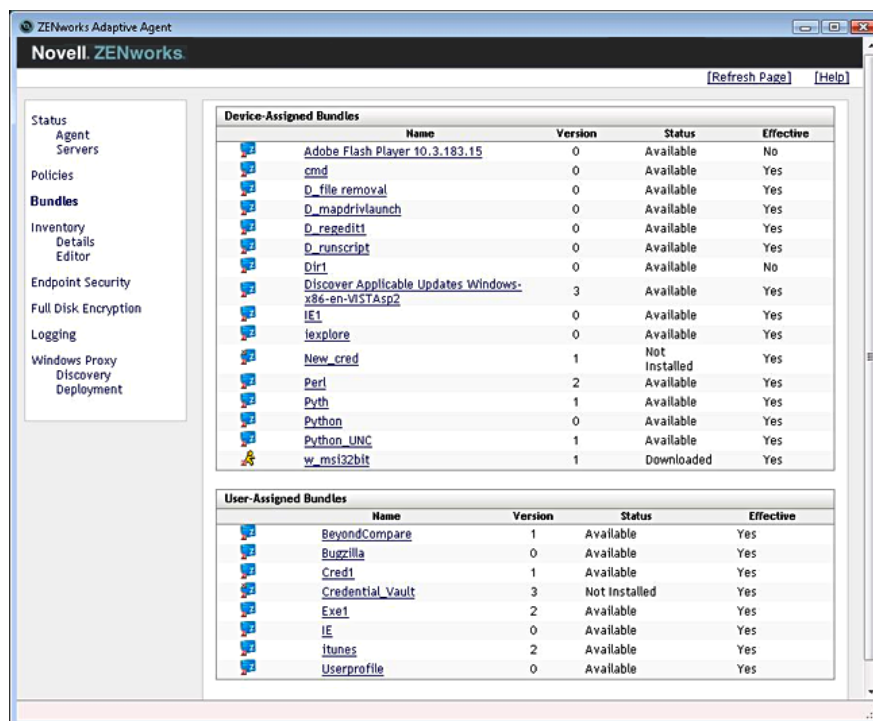 ZENworks Adaptive Agent
Novell. ZENworks.
[Refresh Page] [Help]
Status
Agent
Servers
Policies
Bundles
Inventory
Details
Editor
Endpoint Security
Full Disk Encryption
Logging
Windows Proxy
Discovery
Deployment
Device-Assigned Bundles
Name Version Status Effective
Adobe Flash Player 10.3.183.15 0 Available No
cmd 0 Available Yes
D_file removal 0 Available Yes
D_mapdrivlaunch 0 Available Yes
D_regedit1 0 Available Yes
D_runscript 0 Available Yes
Dir1 0 Available No
Discover Applicable Updates Windows-
x86-en-VISTAsp2 3 Available Yes
IE1 0 Available Yes
iexplore 0 Available Yes
New_cred 1 Not
Installed Yes
Perl 2 Available Yes
Pyth 1 Available Yes
Python 0 Available Yes
Python_UNC 1 Available Yes
w_msi32bit 1 Downloaded Yes
User-Assigned Bundles
Name Version Status Effective
BeyondCompare 1 Available Yes
Bugzilla 0 Available Yes
Cred1 1 Available Yes
Credential_Vault 3 Not Installed Yes
Exe1 2 Available Yes
IE 0 Available Yes
itunes 2 Available Yes
Userprofile 0 Available Yes